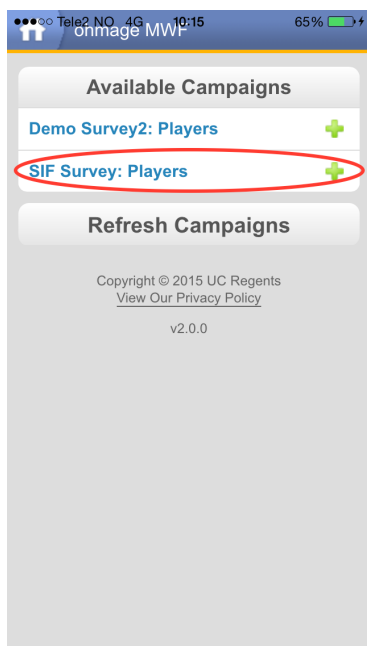 Tele2 NO 4G 10:15 65%
ohmage MWF
Available Campaigns
Demo Survey2: Players
SIF Survey: Players
Refresh Campaigns
Copyright © 2015 UC Regents
View Our Privacy Policy
v2.0.0